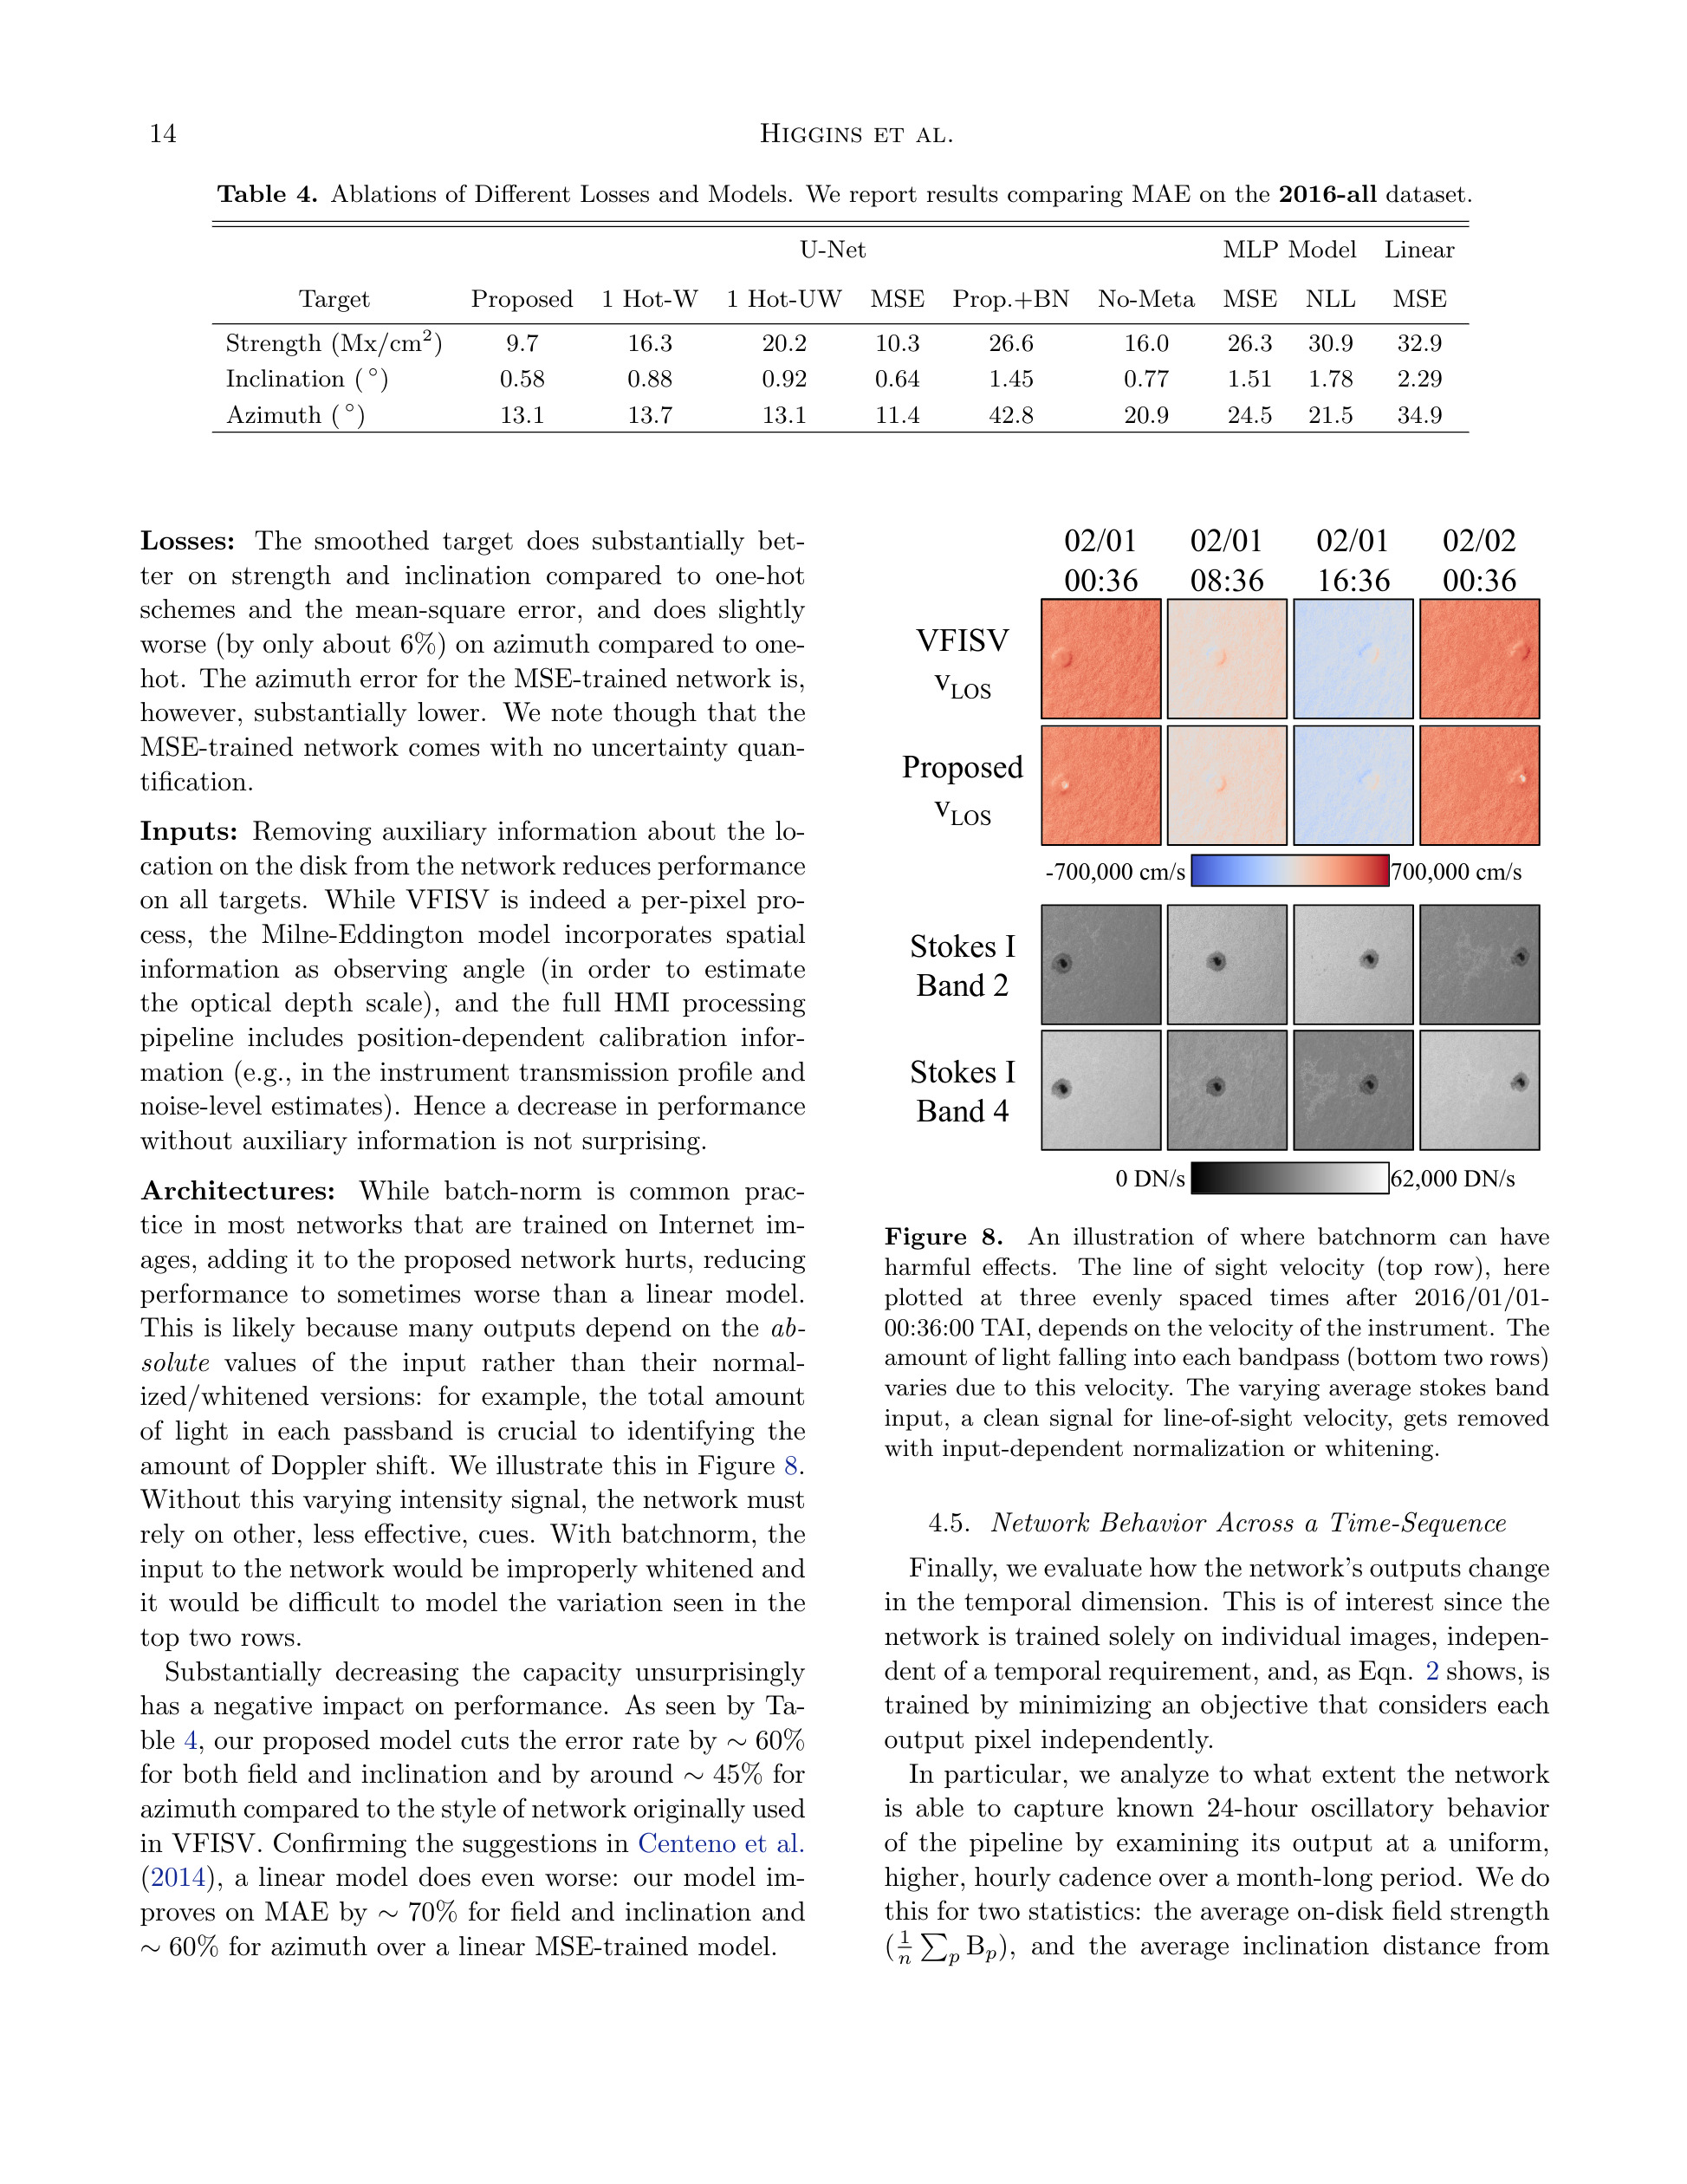 14
HIGGINS ET AL.
Table 4. Ablations of Different Losses and Models. We report results comparing MAE on the 2016-all dataset.
U-Net MLP Model Linear
Target Proposed 1 Hot-W 1 Hot-UW MSE Prop.+BN No-Meta MSE NLL MSE
Strength (Mx/cm²) 9.7 16.3 20.2 10.3 26.6 16.0 26.3 30.9 32.9
Inclination (°) 0.58 0.88 0.92 0.64 1.45 0.77 1.51 1.78 2.29
Azimuth (°) 13.1 13.7 13.1 11.4 42.8 20.9 24.5 21.5 34.9
Losses: The smoothed target does substantially bet-
ter on strength and inclination compared to one-hot
schemes and the mean-square error, and does slightly
worse (by only about 6%) on azimuth compared to one-
hot. The azimuth error for the MSE-trained network is,
however, substantially lower. We note though that the
MSE-trained network comes with no uncertainty quan-
tification.
Inputs: Removing auxiliary information about the lo-
cation on the disk from the network reduces performance
on all targets. While VFISV is indeed a per-pixel pro-
cess, the Milne-Eddington model incorporates spatial
information as observing angle (in order to estimate
the optical depth scale), and the full HMI processing
pipeline includes position-dependent calibration infor-
mation (e.g., in the instrument transmission profile and
noise-level estimates). Hence a decrease in performance
without auxiliary information is not surprising.
Architectures: While batch-norm is common prac-
tice in most networks that are trained on Internet im-
ages, adding it to the proposed network hurts, reducing
performance to sometimes worse than a linear model.
This is likely because many outputs depend on the ab-
solute values of the input rather than their normal-
ized/whitened versions: for example, the total amount
of light in each passband is crucial to identifying the
amount of Doppler shift. We illustrate this in Figure 8.
Without this varying intensity signal, the network must
rely on other, less effective, cues. With batchnorm, the
input to the network would be improperly whitened and
it would be difficult to model the variation seen in the
top two rows.
Substantially decreasing the capacity unsurprisingly
has a negative impact on performance. As seen by Ta-
ble 4, our proposed model cuts the error rate by ∼ 60%
for both field and inclination and by around ∼ 45% for
azimuth compared to the style of network originally used
in VFISV. Confirming the suggestions in Centeno et al.
(2014), a linear model does even worse: our model im-
proves on MAE by ∼ 70% for field and inclination and
∼ 60% for azimuth over a linear MSE-trained model.
02/01 02/01 02/01 02/02
00:36 08:36 16:36 00:36
VFISV
vLOS
Proposed
vLOS
-700,000 cm/s 700,000 cm/s
Stokes I
Band 2
Stokes I
Band 4
0 DN/s 62,000 DN/s
Figure 8. An illustration of where batchnorm can have
harmful effects. The line of sight velocity (top row), here
plotted at three evenly spaced times after 2016/01/01-
00:36:00 TAI, depends on the velocity of the instrument. The
amount of light falling into each bandpass (bottom two rows)
varies due to this velocity. The varying average stokes band
input, a clean signal for line-of-sight velocity, gets removed
with input-dependent normalization or whitening.
4.5. Network Behavior Across a Time-Sequence
Finally, we evaluate how the network's outputs change
in the temporal dimension. This is of interest since the
network is trained solely on individual images, indepen-
dent of a temporal requirement, and, as Eqn. 2 shows, is
trained by minimizing an objective that considers each
output pixel independently.
In particular, we analyze to what extent the network
is able to capture known 24-hour oscillatory behavior
of the pipeline by examining its output at a uniform,
higher, hourly cadence over a month-long period. We do
this for two statistics: the average on-disk field strength
(1/n ∑p Bp), and the average inclination distance from